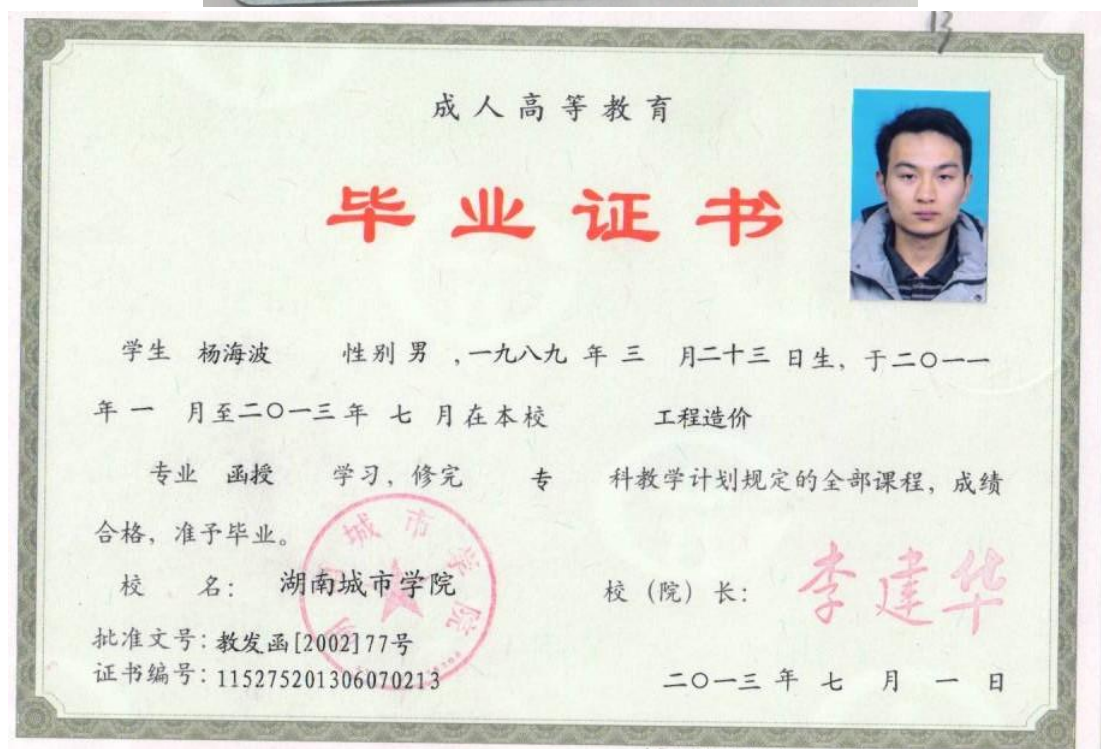 13
成人高等教育
毕业证书
学生 杨海波 性别 男 ,一九八九 年 三 月二十三 日生, 于二〇一一
年 一 月至二〇一三 年 七 月在本校 工程造价
专业 函授 学习, 修完 专 科教学计划规定的全部课程, 成绩
合格, 准予毕业。
校 名: 湖南城市学院 校 (院) 长: 李建华
批准文号: 教发函[2002]77号
证书编号: 115275201306070213
二〇一三 年 七 月 一 日
城市学院